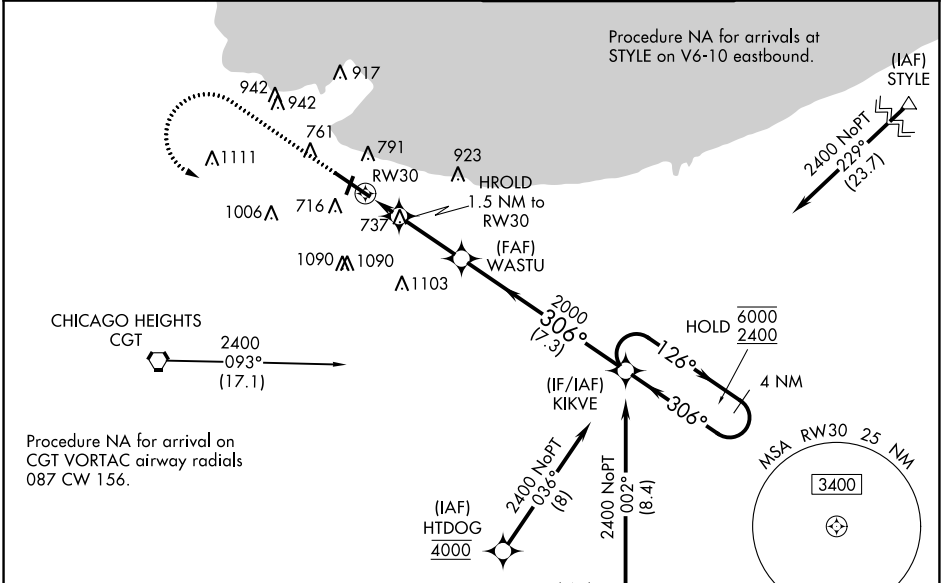 Procedure NA for arrivals at
STYLE on V6-10 eastbound.
(IAF)
STYLE
2400 NoPT
229°
(23.7)
917
942
942
761
791
1111
RW30
923
HROLD
1.5 NM to
RW30
1006
716
737
(FAF)
WASTU
1090
1090
1103
2000
306°
(7.3)
HOLD
6000
2400
CHICAGO HEIGHTS
CGT
2400
093°
(17.1)
126°
4 NM
(IF/IAF)
KIKVE
306°
Procedure NA for arrival on
CGT VORTAC airway radials
087 CW 156.
2400 NoPT
036°
(8)
2400 NoPT
002°
(8.4)
(IAF)
HTDOG
4000
MSA RW30 25 NM
3400